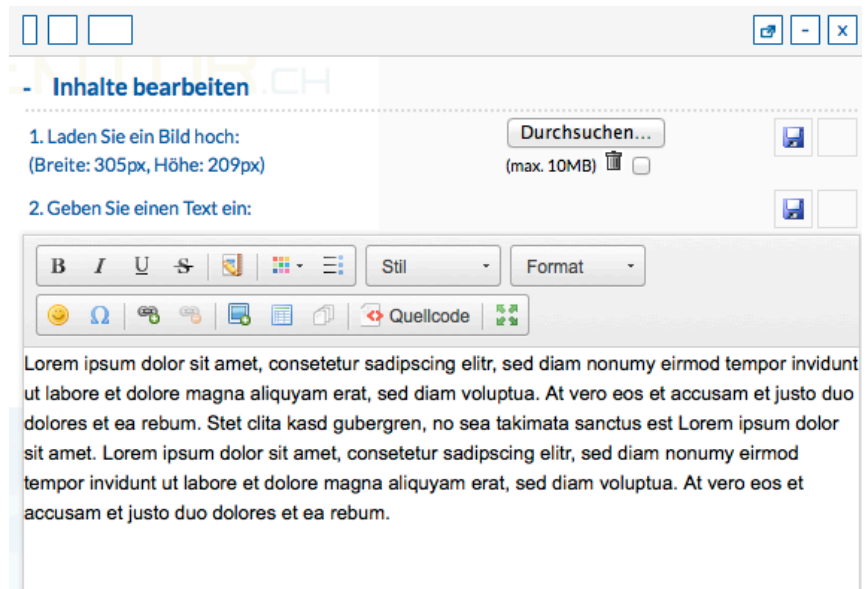 - x
.CH
- Inhalte bearbeiten
1. Laden Sie ein Bild hoch:
Durchsuchen...
(Breite: 305px, Höhe: 209px)
(max. 10MB)
2. Geben Sie einen Text ein:
B I U S Stil Format
Ω Quellcode
Lorem ipsum dolor sit amet, consetetur sadipscing elitr, sed diam nonumy eirmod tempor invidunt
ut labore et dolore magna aliquyam erat, sed diam voluptua. At vero eos et accusam et justo duo
dolores et ea rebum. Stet clita kasd gubergren, no sea takimata sanctus est Lorem ipsum dolor
sit amet. Lorem ipsum dolor sit amet, consetetur sadipscing elitr, sed diam nonumy eirmod
tempor invidunt ut labore et dolore magna aliquyam erat, sed diam voluptua. At vero eos et
accusam et justo duo dolores et ea rebum.